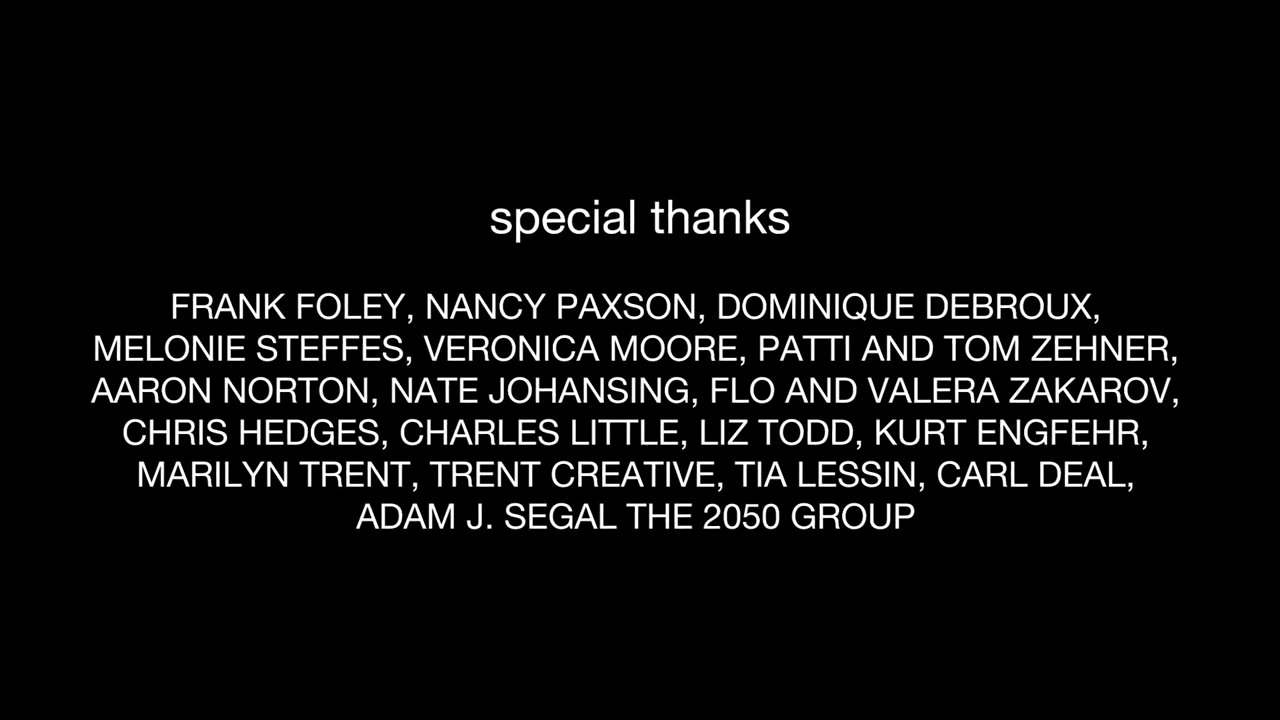 special thanks
FRANK FOLEY, NANCY PAXSON, DOMINIQUE DEBROUX,
MELONIE STEFFES, VERONICA MOORE, PATTI AND TOM ZEHNER,
AARON NORTON, NATE JOHANSING, FLO AND VALERA ZAKAROV,
CHRIS HEDGES, CHARLES LITTLE, LIZ TODD, KURT ENGFEHR,
MARILYN TRENT, TRENT CREATIVE, TIA LESSIN, CARL DEAL,
ADAM J. SEGAL THE 2050 GROUP